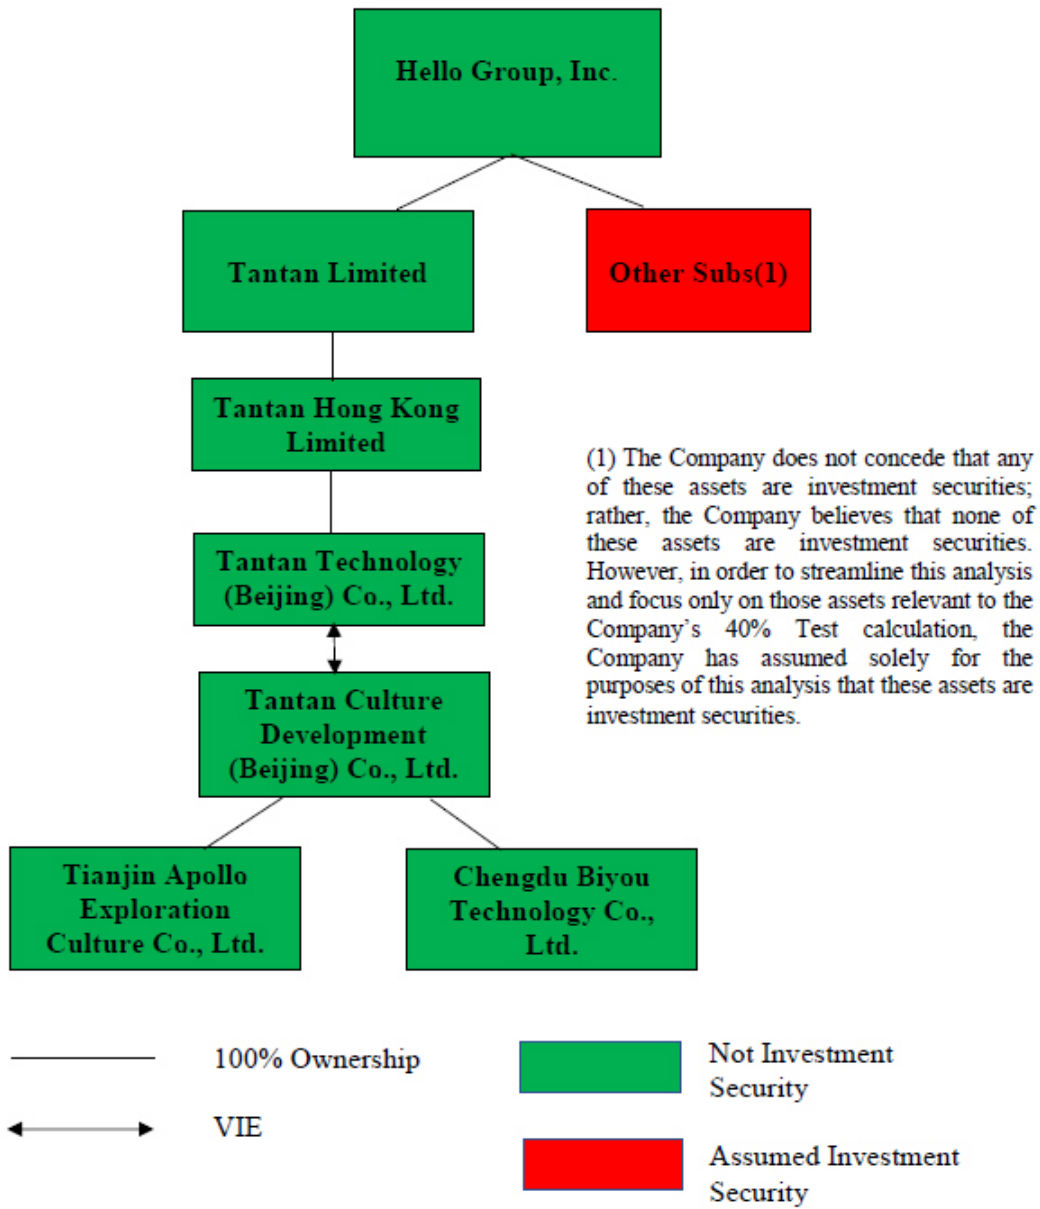 Hello Group, Inc.
Tantan Limited
Other Subs(1)
Tantan Hong Kong
Limited
Tantan Technology
(Beijing) Co., Ltd.
Tantan Culture
Development
(Beijing) Co., Ltd.
Tianjin Apollo
Exploration
Culture Co., Ltd.
Chengdu Biyou
Technology Co.,
Ltd.
(1) The Company does not concede that any
of these assets are investment securities;
rather, the Company believes that none of
these assets are investment securities.
However, in order to streamline this analysis
and focus only on those assets relevant to the
Company’s 40% Test calculation, the
Company has assumed solely for the
purposes of this analysis that these assets are
investment securities.
100% Ownership
VIE
Not Investment
Security
Assumed Investment
Security